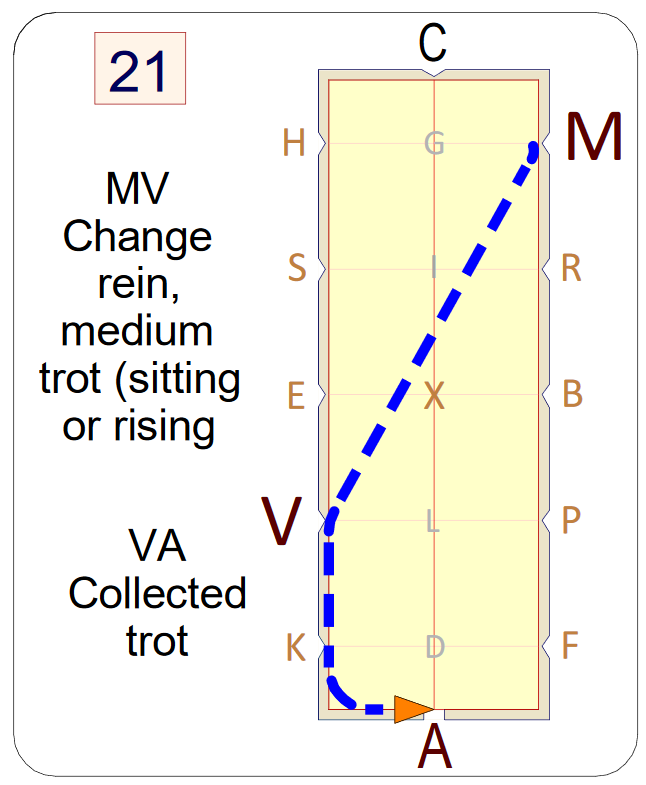 21
C
H G M
MV
Change
rein,
medium
trot (sitting
or rising
S I R
E X B
V L P
VA
Collected
trot
K D F
A